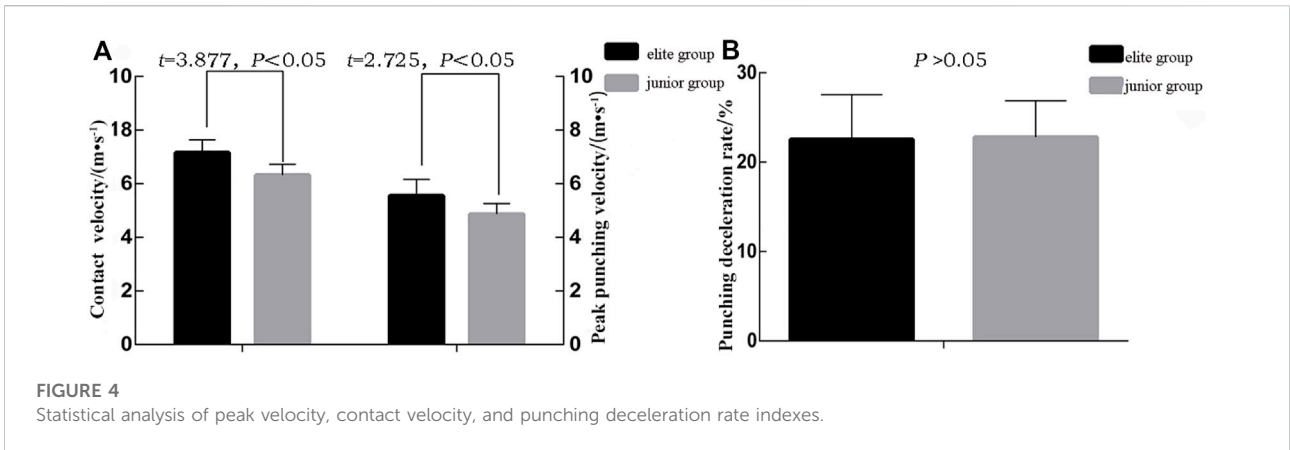 A
t=3.877, P<0.05
t=2.725, P<0.05
elite group
junior group
Contact velocity/(m•s⁻¹)
10
18
6
4
2
0
10
8
6
4
2
0
Peak punching velocity/(m•s⁻¹)
B
P >0.05
elite group
junior group
Punching deceleration rate/%
30
20
10
0
FIGURE 4
Statistical analysis of peak velocity, contact velocity, and punching deceleration rate indexes.